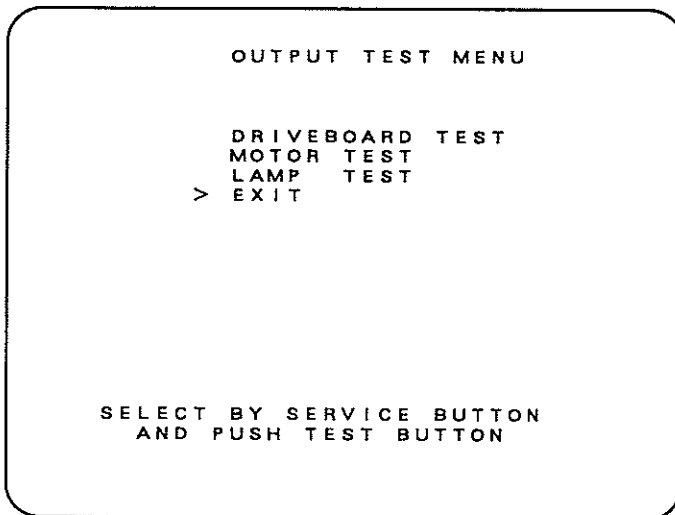 OUTPUT TEST MENU
DRIVEBOARD TEST
MOTOR TEST
LAMP TEST
> EXIT
SELECT BY SERVICE BUTTON
AND PUSH TEST BUTTON